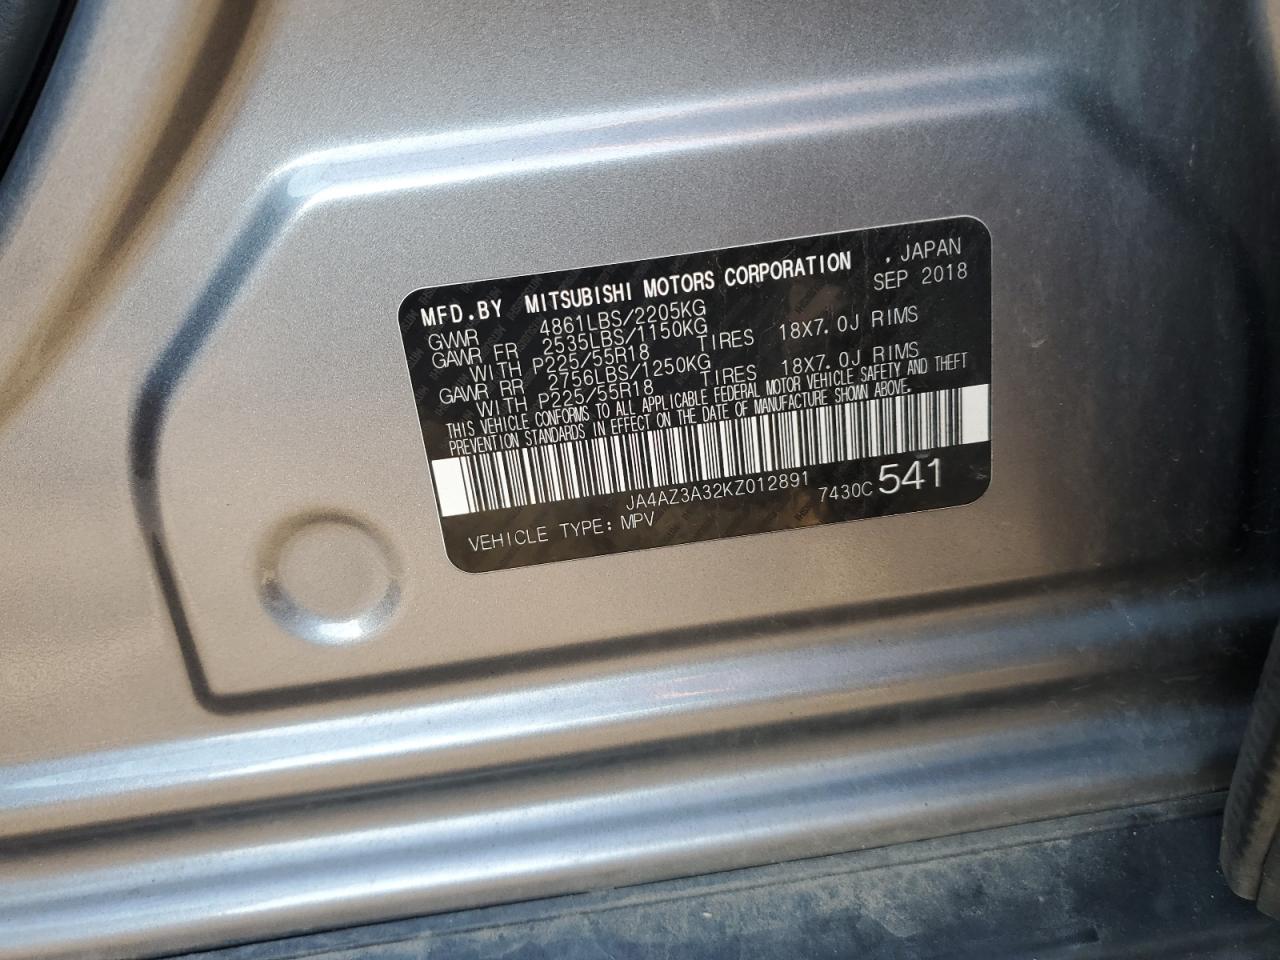 MFD.BY MITSUBISHI MOTORS CORPORATION . JAPAN
SEP 2018
GVWR 4861LBS/2205KG
GAWR FR 2535LBS/1150KG
WITH P225/55R18 TIRES 18X7.0J RIMS
GAWR RR 2756LBS/1250KG
WITH P225/55R18 TIRES 18X7.0J RIMS
THIS VEHICLE CONFORMS TO ALL APPLICABLE FEDERAL MOTOR VEHICLE SAFETY AND THEFT
PREVENTION STANDARDS IN EFFECT ON THE DATE OF MANUFACTURE SHOWN ABOVE.
JA4AZ3A32KZ012891
VEHICLE TYPE: MPV 7430C 541